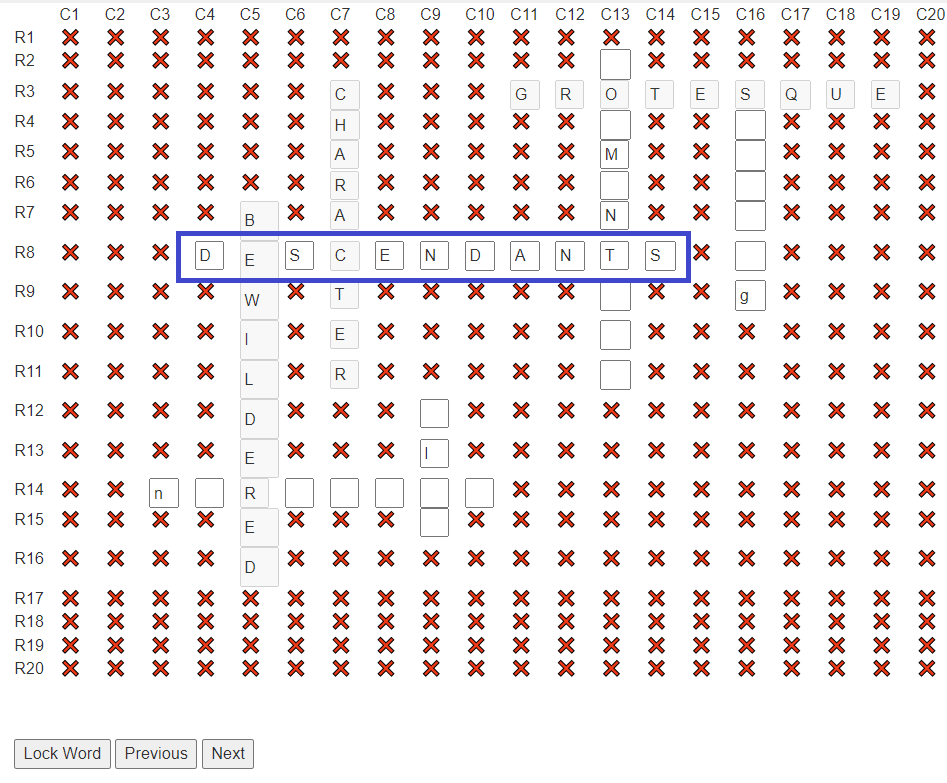 C1 C2 C3 C4 C5 C6 C7 C8 C9 C10 C11 C12 C13 C14 C15 C16 C17 C18 C19 C20
R1
R2
R3 C G R O T E S Q U E
R4 H
R5 A M
R6 R
R7 B A N
R8 D E S C E N D A N T S
R9 W T g
R10 I E
R11 L R
R12 D
R13 E I
R14 n R
R15 E
R16 D
R17
R18
R19
R20
Lock Word Previous Next